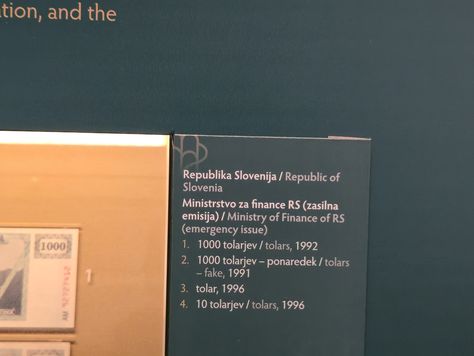 ation, and the
Republika Slovenija / Republic of
Slovenia
Ministrstvo za finance RS (zasilna
emisija) / Ministry of Finance of RS
(emergency issue)
1. 1000 tolarjev / tolars, 1992
2. 1000 tolarjev – ponaredek / tolars
– fake, 1991
3. tolar, 1996
4. 10 tolarjev / tolars, 1996
1000
AM